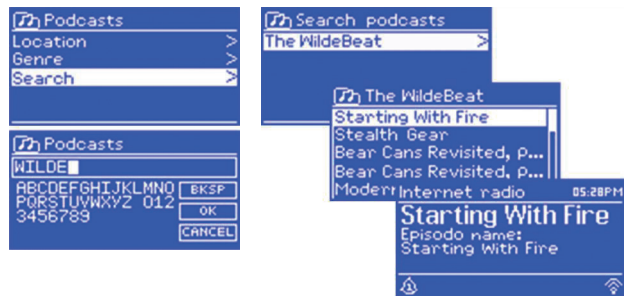 Podcasts
Location >
Genre >
Search >
Podcasts
WILDE
ABCDEFGHIJKLMNO BKSP
PQRSTUVWXYZ 012 OK
3456789
CANCEL
Search podcasts
The WildeBeat >
The WildeBeat
Starting With Fire
Stealth Gear
Bear Cans Revisited, p...
Bear Cans Revisited, p...
Modern
Internet radio 05:28PM
Starting With Fire
Episodo name:
Starting With Fire
1